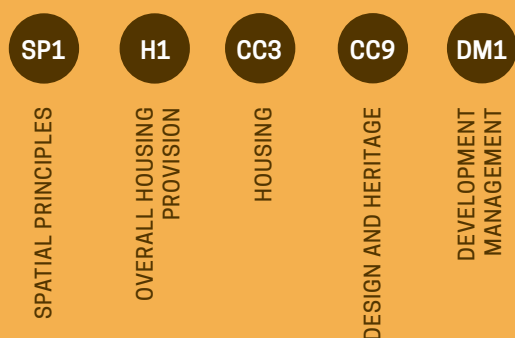 SP1
H1
CC3
CC9
DM1
SPATIAL PRINCIPLES
OVERALL HOUSING
PROVISION
HOUSING
DESIGN AND HERITAGE
DEVELOPMENT
MANAGEMENT